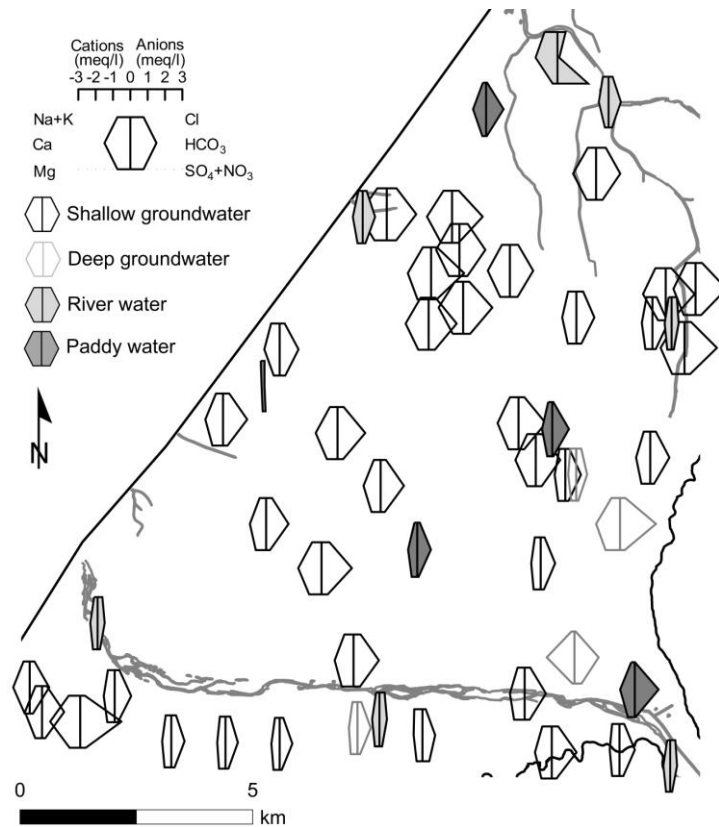 Cations Anions
(meq/l) (meq/l)
-3 -2 -1 0 1 2 3
Na+K Cl
Ca HCO₃
Mg SO₄+NO₃
Shallow groundwater
Deep groundwater
River water
Paddy water
N
0 5
km